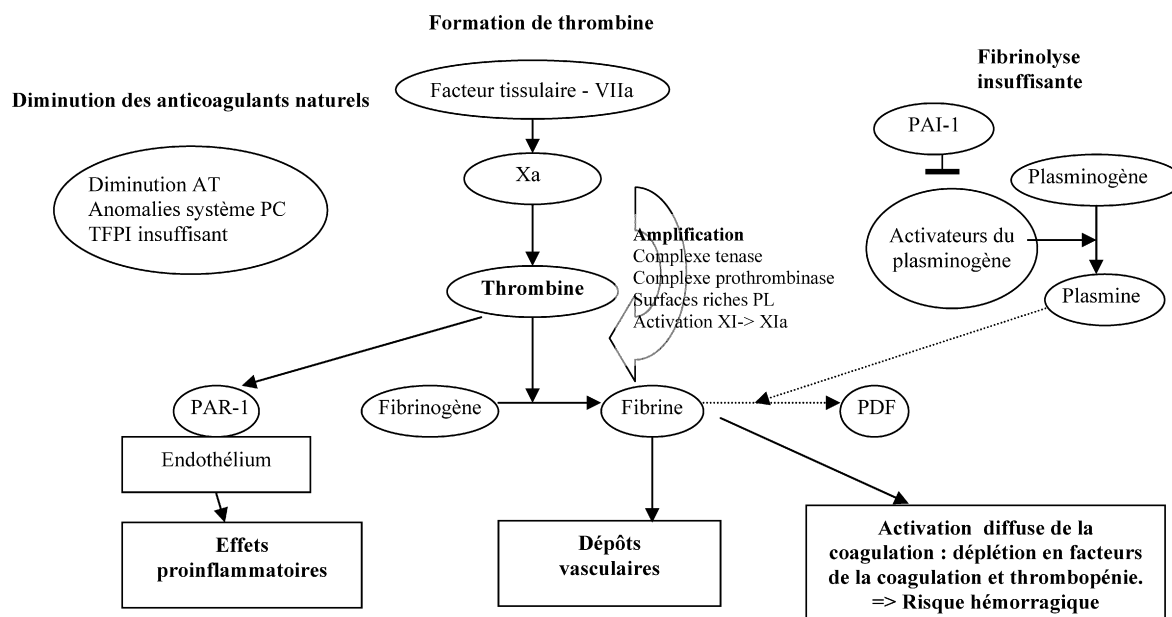 Formation de thrombine
Fibrinolyse
insuffisante
Diminution des anticoagulants naturels
Facteur tissulaire - VIIa
PAI-1
Diminution AT
Anomalies système PC
TFPI insuffisant
Xa
Plasminogène
Amplification
Complexe tenase
Complexe prothrombinase
Surfaces riches PL
Activation XI-> XIa
Activateurs du
plasminogène
Thrombine
Plasmine
PAR-1
Fibrinogène
Fibrine
PDF
Endothélium
Effets
proinflammatoires
Dépôts
vasculaires
Activation diffuse de la
coagulation : déplétion en facteurs
de la coagulation et thrombopénie.
=> Risque hémorragique